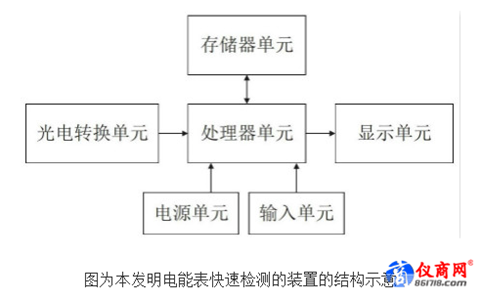 存储器单元
光电转换单元
处理器单元
显示单元
电源单元
输入单元
图为本发明电能表快速检测的装置的结构示意
仪商网
861718.com